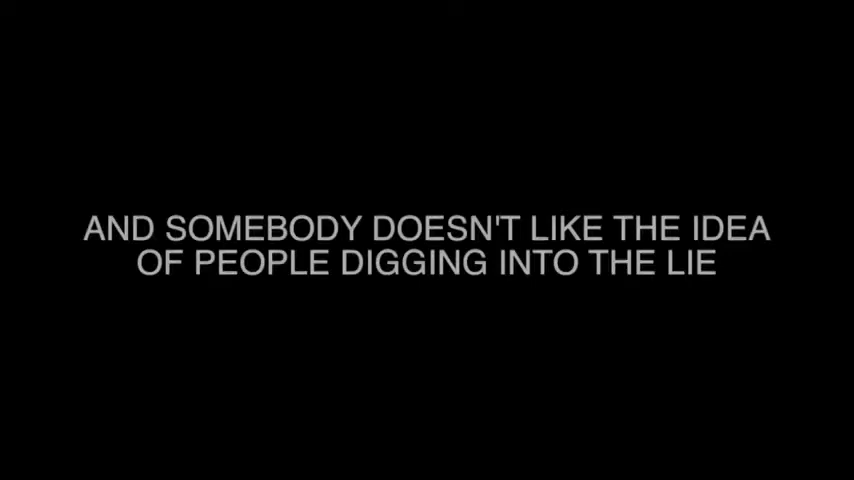 AND SOMEBODY DOESN'T LIKE THE IDEA
OF PEOPLE DIGGING INTO THE LIE